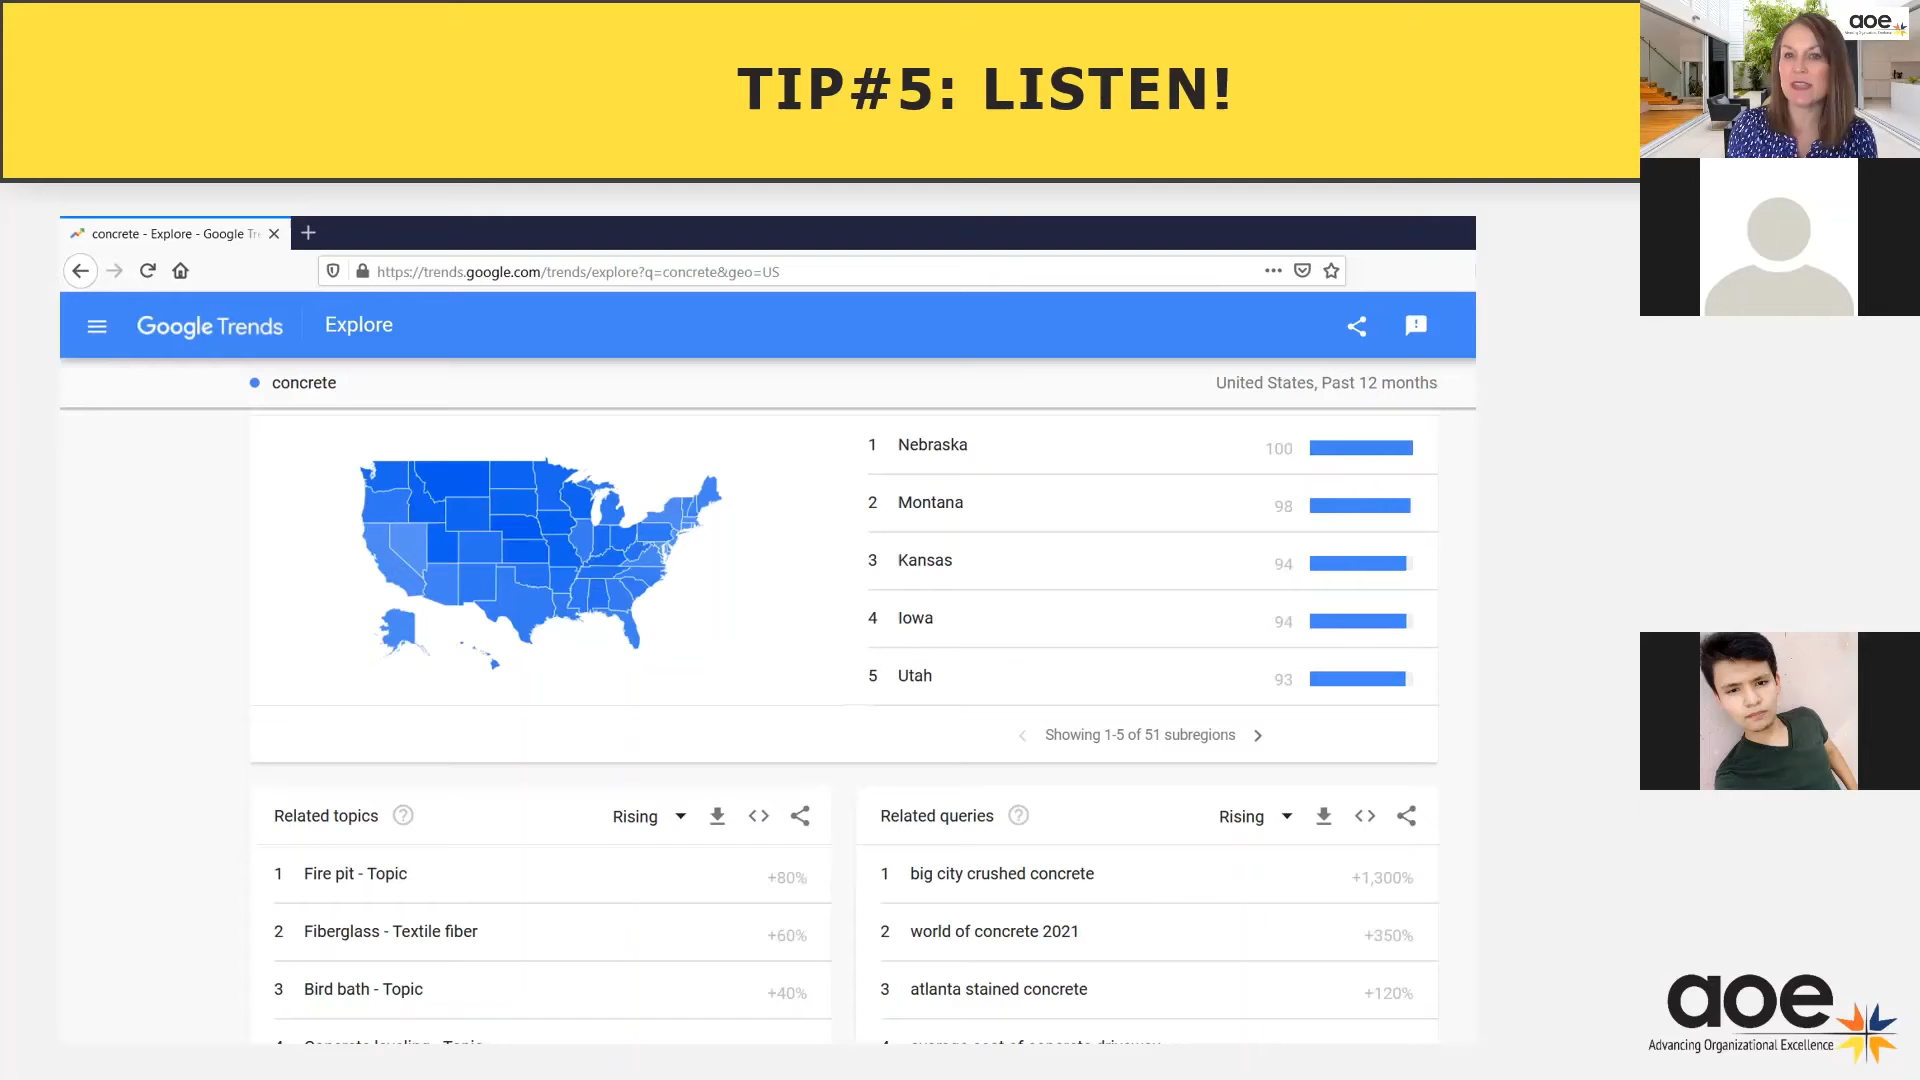 TIP#5: LISTEN!
aoe
concrete - Explore - Google Tr
https://trends.google.com/trends/explore?q=concrete&geo=US
Google Trends Explore
concrete
United States, Past 12 months
1 Nebraska 100
2 Montana 98
3 Kansas 94
4 Iowa 94
5 Utah 93
Showing 1-5 of 51 subregions
Related topics ? Rising
1 Fire pit - Topic +80%
2 Fiberglass - Textile fiber +60%
3 Bird bath - Topic +40%
Related queries ? Rising
1 big city crushed concrete +1,300%
2 world of concrete 2021 +350%
3 atlanta stained concrete +120%
aoe
Advancing Organizational Excellence